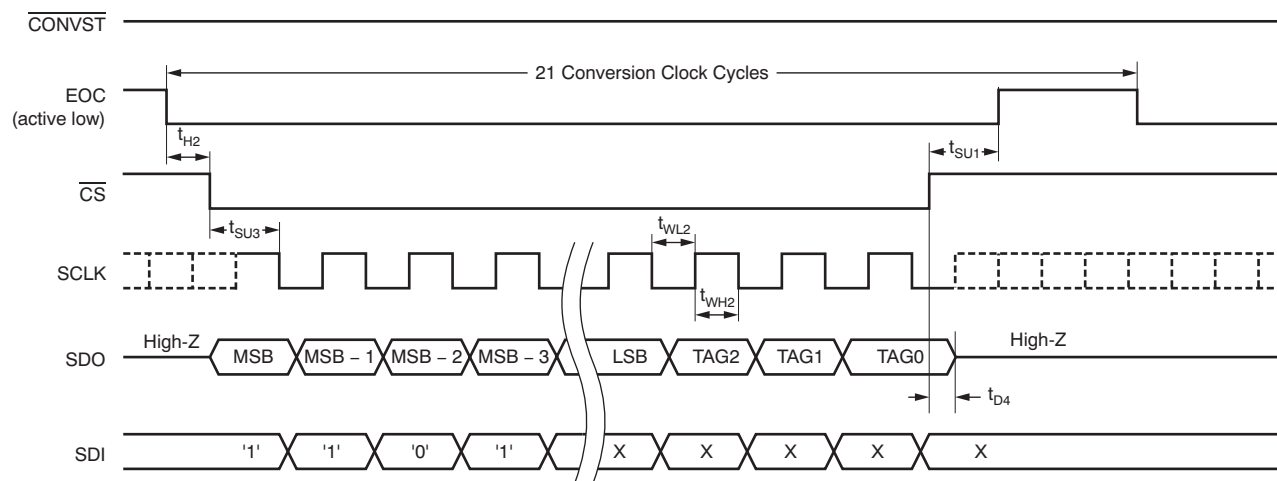 CONVST
21 Conversion Clock Cycles
EOC
(active low)
tH2
tSU1
CS
tSU3
tWL2
SCLK
tWH2
High-Z
High-Z
SDO
MSB
MSB – 1
MSB – 2
MSB – 3
LSB
TAG2
TAG1
TAG0
tD4
SDI
'1'
'1'
'0'
'1'
X
X
X
X
X